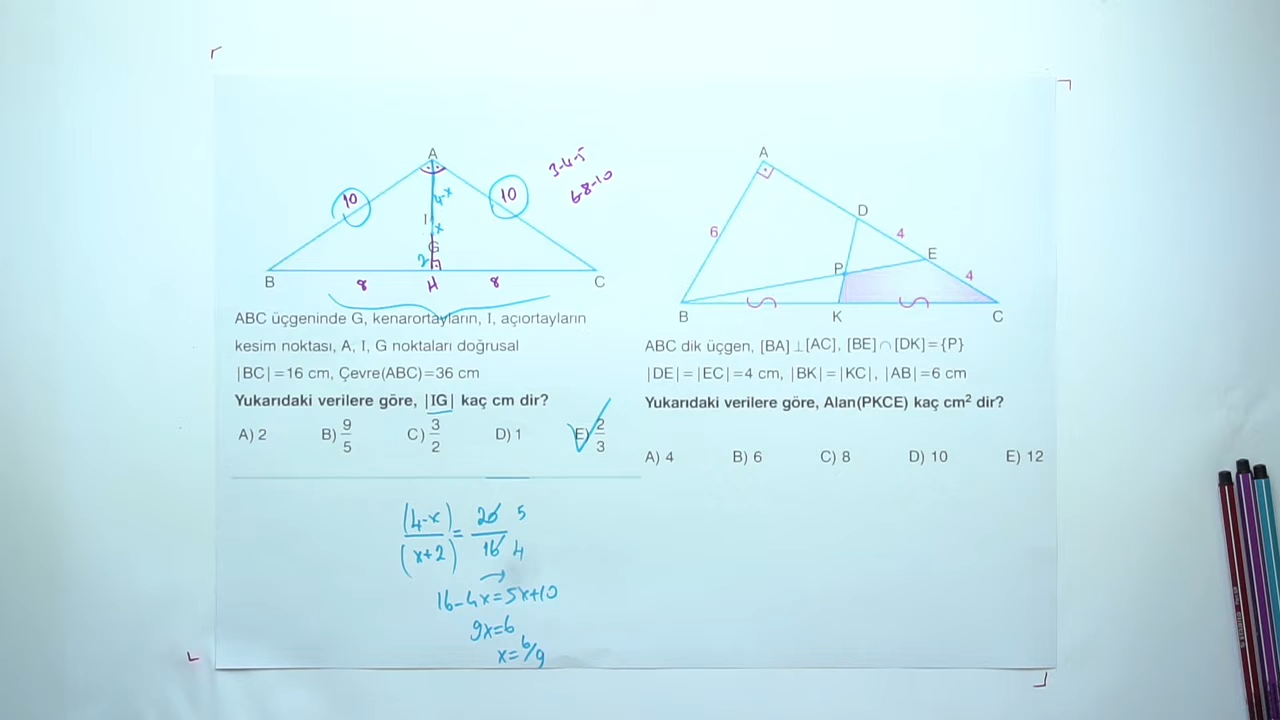 A
3-4-5
6-8-10
10
10
4-x
I
x
G
2
B
8
H
8
C
ABC üçgeninde G, kenarortayların, I, açıortayların
kesim noktası, A, I, G noktaları doğrusal
|BC|=16 cm, Çevre(ABC)=36 cm
Yukarıdaki verilere göre, |IG| kaç cm dir?
A) 2 B) 9/5 C) 3/2 D) 1 E) 2/3
(4-x)/(x+2) = 20/16 5/4
16-4x=5x+10
9x=6
x=6/9
A
D
6
4
E
P
4
B
K
C
ABC dik üçgen, [BA]⊥[AC], [BE]∩[DK]={P}
|DE|=|EC|=4 cm, |BK|=|KC|, |AB|=6 cm
Yukarıdaki verilere göre, Alan(PKCE) kaç cm² dir?
A) 4 B) 6 C) 8 D) 10 E) 12